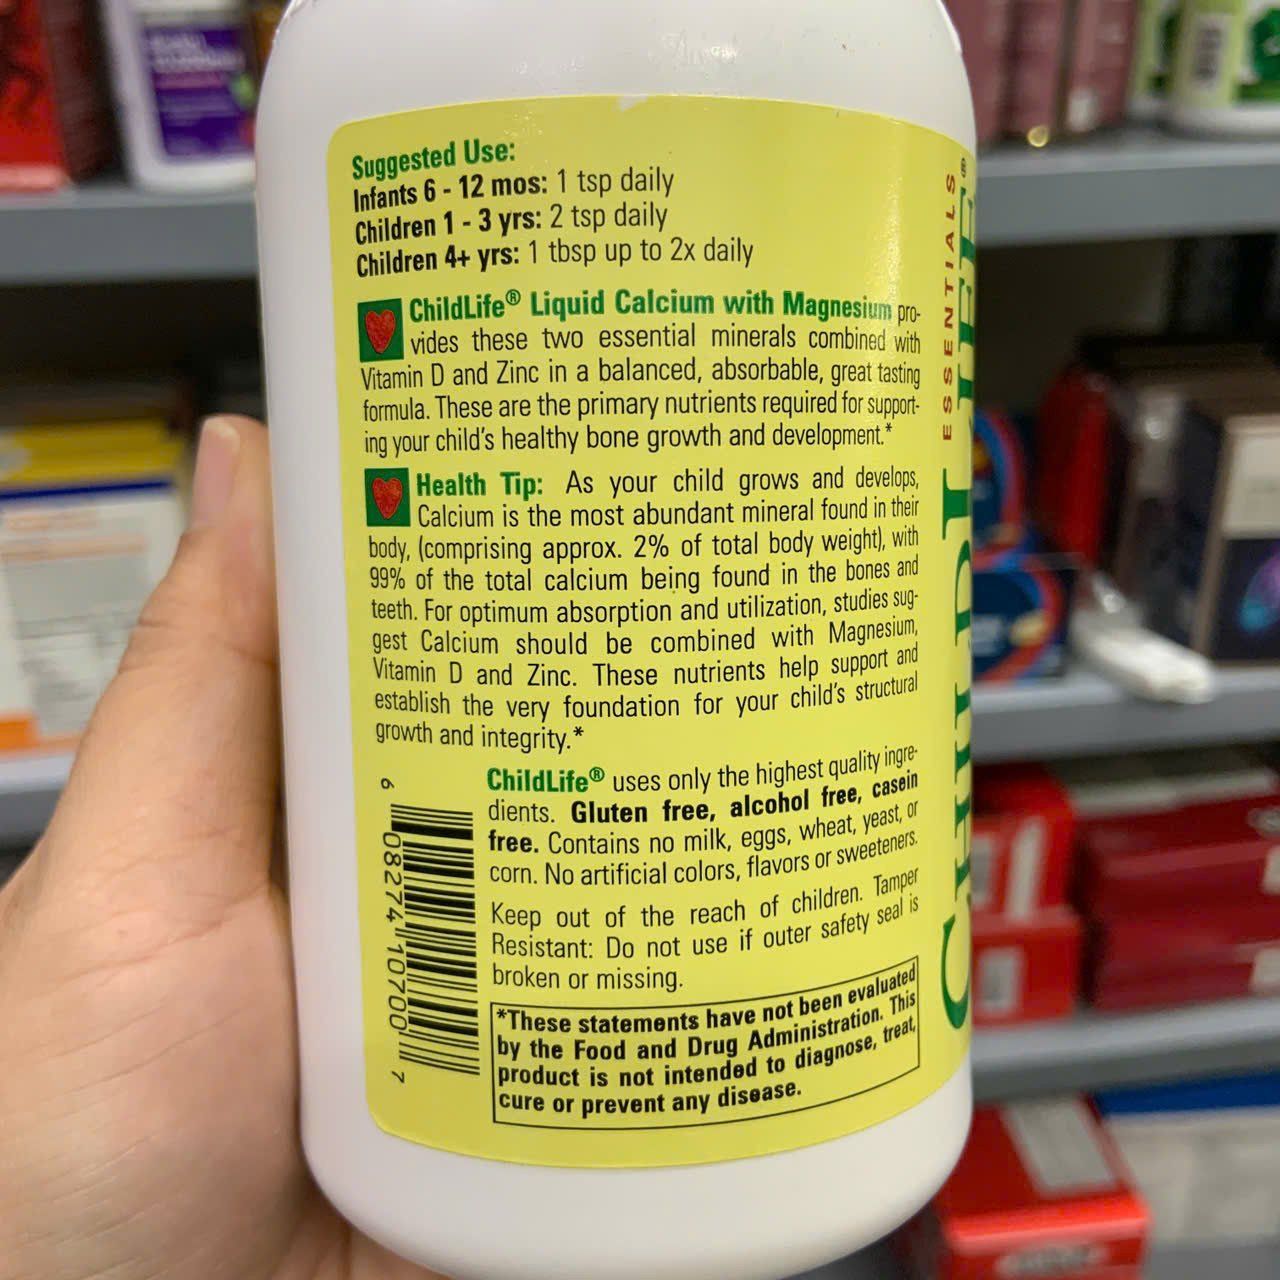 Suggested Use:
Infants 6 - 12 mos: 1 tsp daily
Children 1 - 3 yrs: 2 tsp daily
Children 4+ yrs: 1 tbsp up to 2x daily
ChildLife® Liquid Calcium with Magnesium pro-
vides these two essential minerals combined with
Vitamin D and Zinc in a balanced, absorbable, great tasting
formula. These are the primary nutrients required for support-
ing your child's healthy bone growth and development.*
Health Tip: As your child grows and develops,
Calcium is the most abundant mineral found in their
body, (comprising approx. 2% of total body weight), with
99% of the total calcium being found in the bones and
teeth. For optimum absorption and utilization, studies sug-
gest Calcium should be combined with Magnesium,
Vitamin D and Zinc. These nutrients help support and
establish the very foundation for your child's structural
growth and integrity.*
ChildLife® uses only the highest quality ingre-
dients. Gluten free, alcohol free, casein
free. Contains no milk, eggs, wheat, yeast, or
corn. No artificial colors, flavors or sweeteners.
Keep out of the reach of children. Tamper
Resistant: Do not use if outer safety seal is
broken or missing.
*These statements have not been evaluated
by the Food and Drug Administration. This
product is not intended to diagnose, treat,
cure or prevent any disease.
6 08274 10700 7
CHILDLIFE®
ESSENTIALS